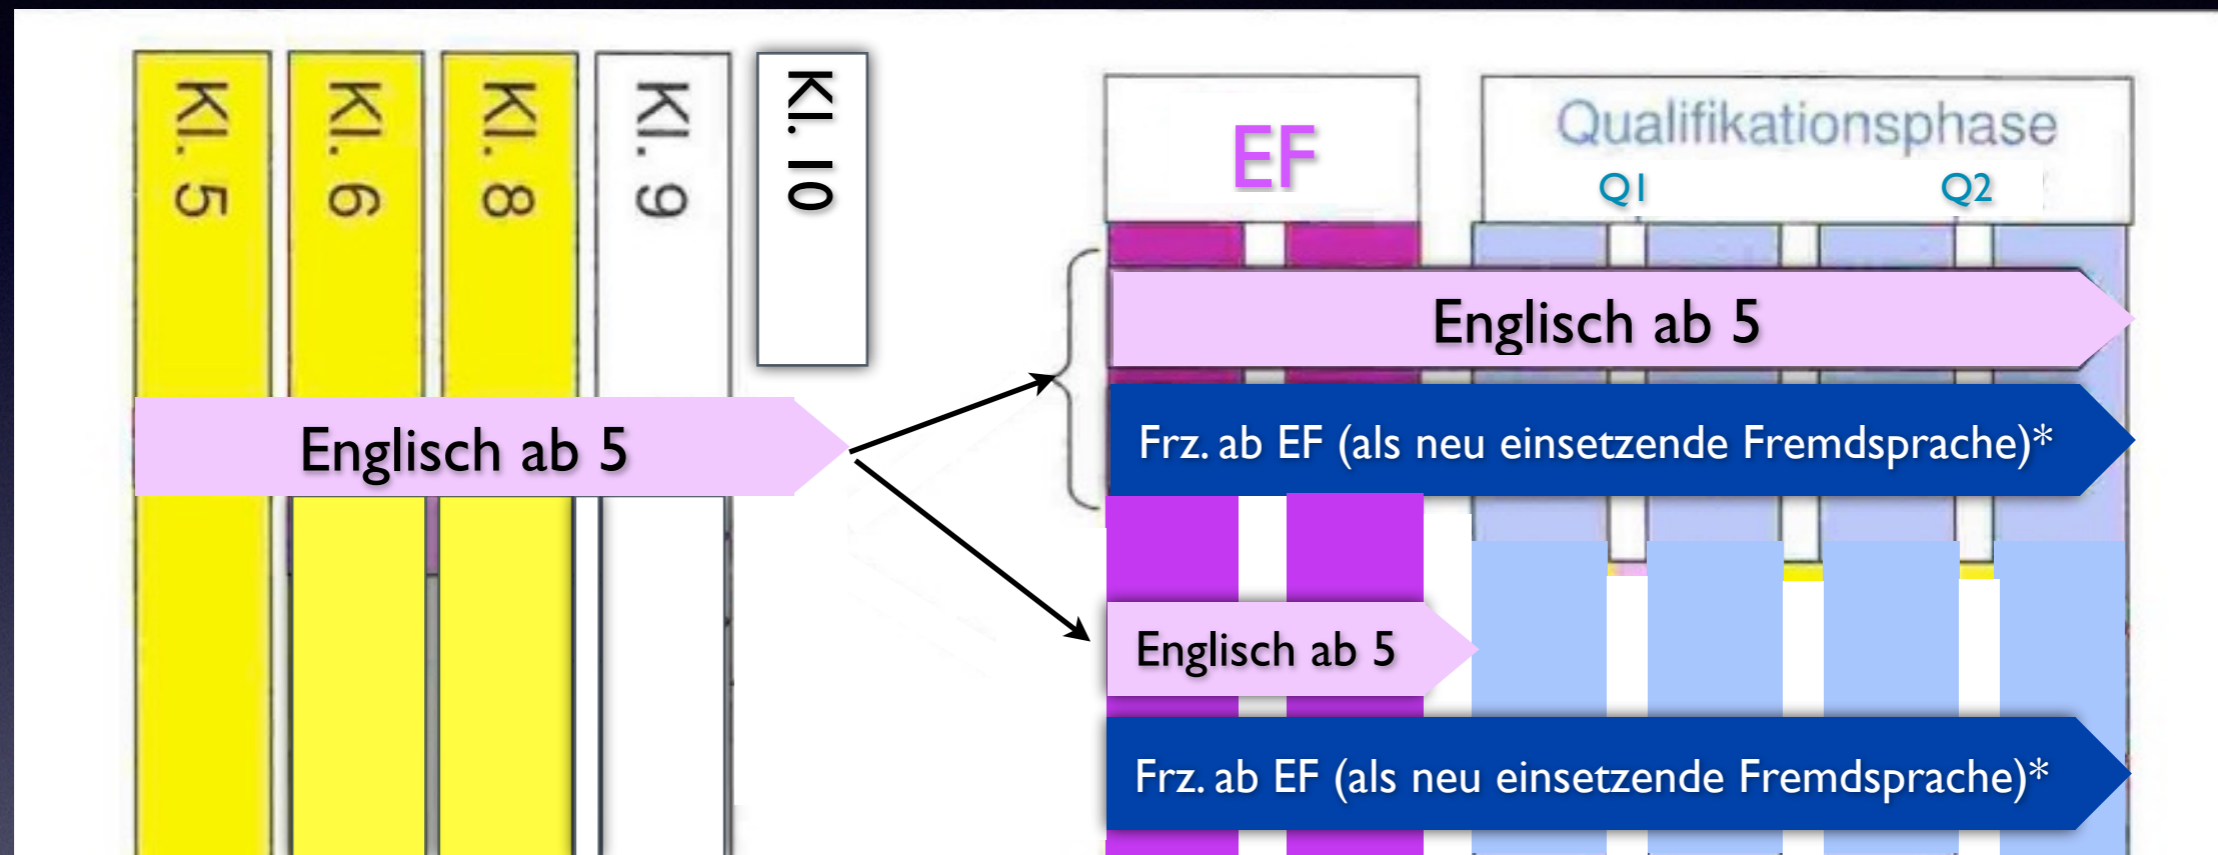 Kl. 5
Kl. 6
Kl. 8
Kl. 9
Kl. 10
EF
Qualifikationsphase
Q1
Q2
Englisch ab 5
Englisch ab 5
Frz. ab EF (als neu einsetzende Fremdsprache)*
Englisch ab 5
Frz. ab EF (als neu einsetzende Fremdsprache)*